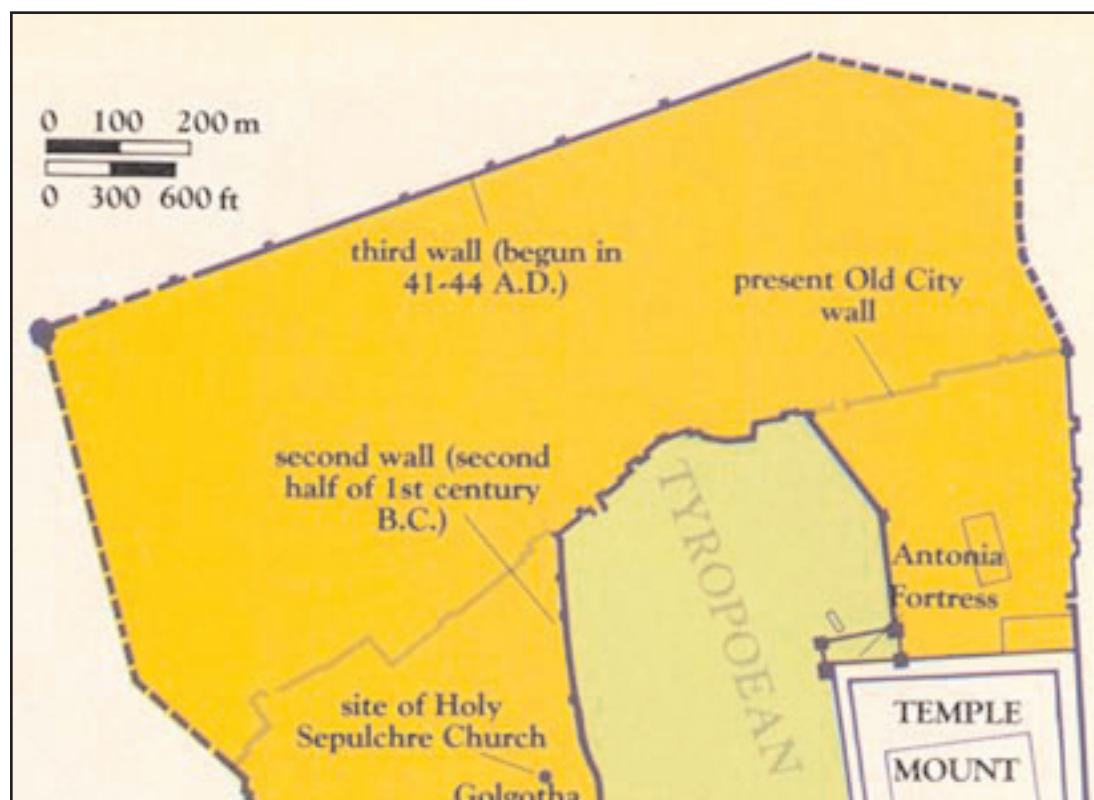 0 100 200 m
0 300 600 ft
third wall (begun in
41-44 A.D.)
present Old City
wall
second wall (second
half of 1st century
B.C.)
TYROPOEAN
Antonia
Fortress
site of Holy
Sepulchre Church
Golgotha
TEMPLE
MOUNT